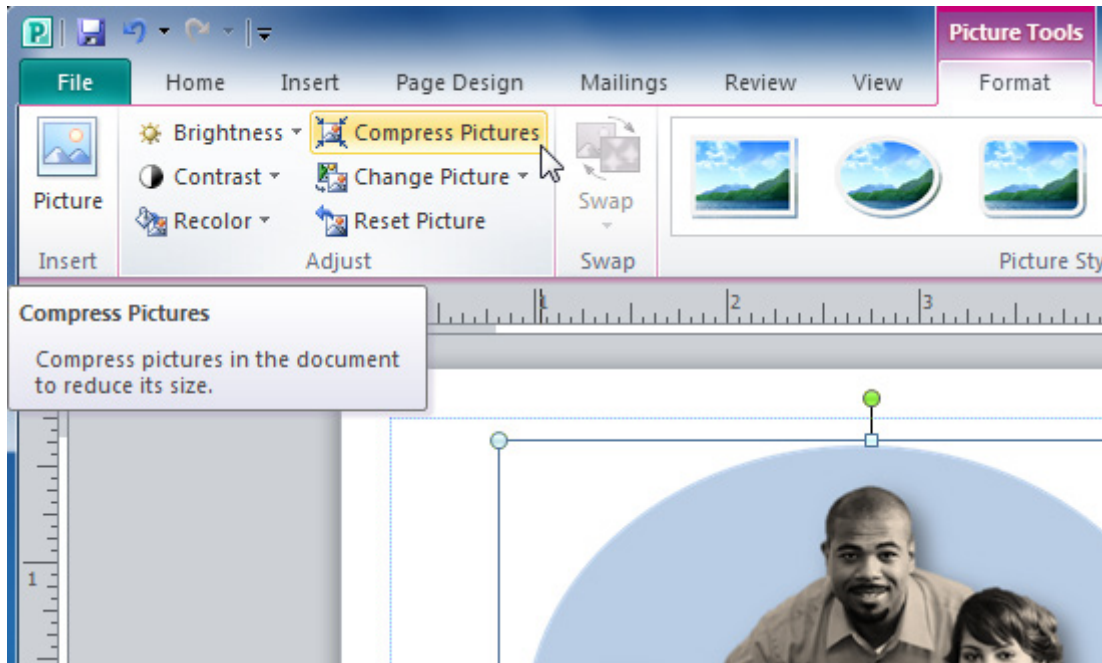 Picture Tools
File Home Insert Page Design Mailings Review View Format
Brightness Compress Pictures
Contrast Change Picture
Picture Recolor Reset Picture Swap
Insert Adjust Swap Picture Sty
Compress Pictures
Compress pictures in the document
to reduce its size.
1 2 3
1